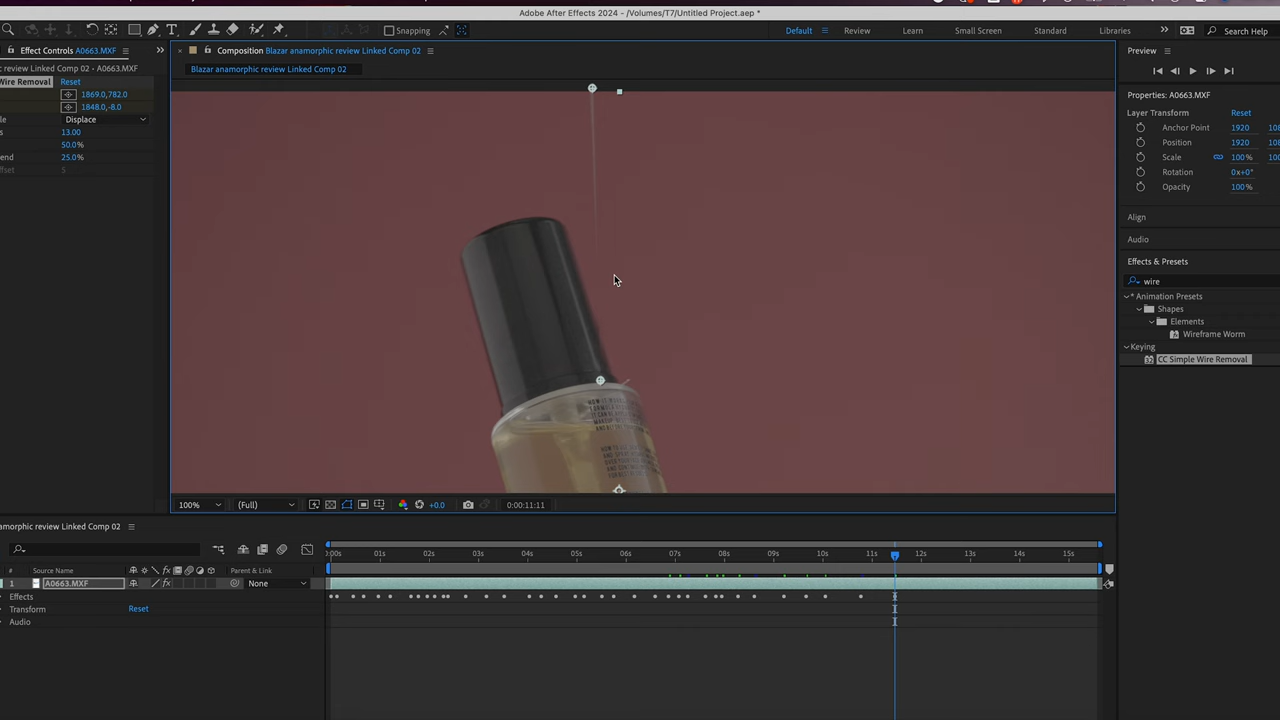 Adobe After Effects 2024 - /Volumes/T7/Untitled Project.aep *
Snapping
Default
Review
Learn
Small Screen
Standard
Libraries
Search Help
Effect Controls A0663.MXF
review Linked Comp 02 - A0663.MXF
Wire Removal
Reset
1869.0,782.0
1848.0,-8.0
Displace
13.00
50.0%
25.0%
5
Composition Blazar anamorphic review Linked Comp 02
Blazar anamorphic review Linked Comp 02
100%
(Full)
+0.0
0:00:11:11
Preview
Properties: A0663.MXF
Layer Transform
Reset
Anchor Point
1920
Position
1920
Scale
100%
Rotation
0x+0°
Opacity
100%
Align
Audio
Effects & Presets
wire
* Animation Presets
Shapes
Elements
Wireframe Worm
Keying
CC Simple Wire Removal
anamorphic review Linked Comp 02
#
Source Name
Parent & Link
1
A0663.MXF
None
Effects
Transform
Reset
Audio
:00s
01s
02s
03s
04s
05s
06s
07s
08s
09s
10s
11s
12s
13s
14s
15s